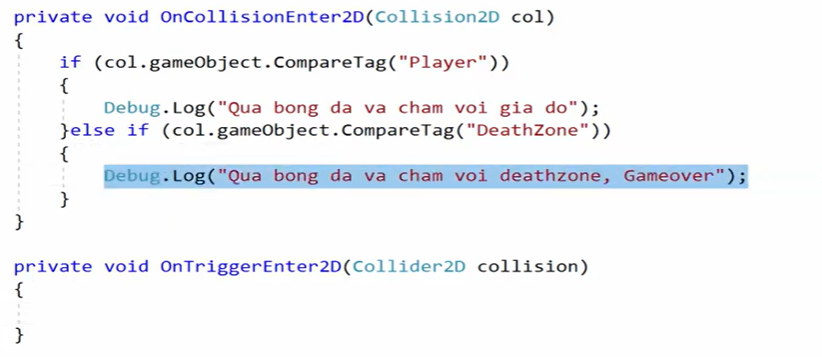 private void OnCollisionEnter2D(Collision2D col)
{
if (col.gameObject.CompareTag("Player"))
{
Debug.Log("Qua bong da va cham voi gia do");
}else if (col.gameObject.CompareTag("DeathZone"))
{
Debug.Log("Qua bong da va cham voi deathzone, Gameover");
}
}
private void OnTriggerEnter2D(Collider2D collision)
{
}